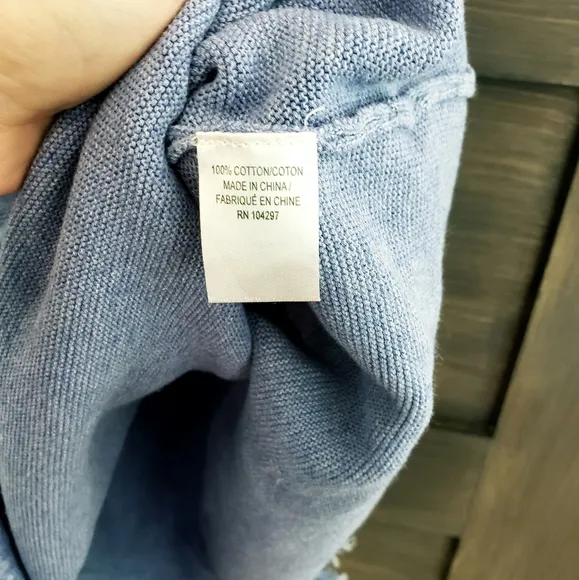 100% COTTON/COTON
MADE IN CHINA /
FABRIQUÉ EN CHINE
RN 104297